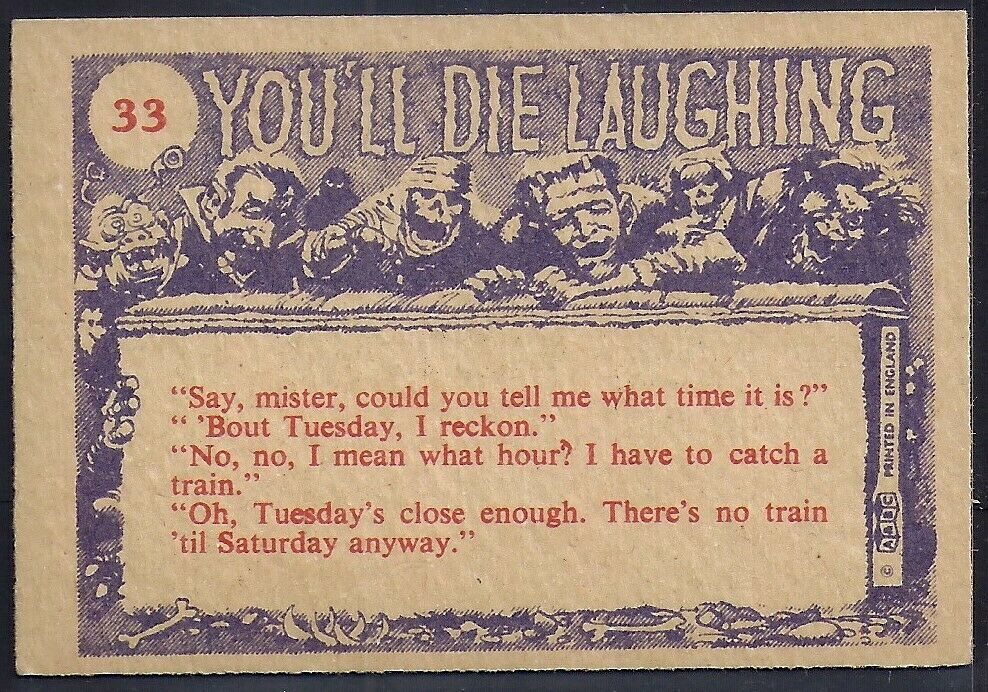 33
YOU'LL DIE LAUGHING
“Say, mister, could you tell me what time it is?”
“ 'Bout Tuesday, I reckon.”
“No, no, I mean what hour? I have to catch a
train.”
“Oh, Tuesday's close enough. There's no train
'til Saturday anyway.”
© A&BC PRINTED IN ENGLAND